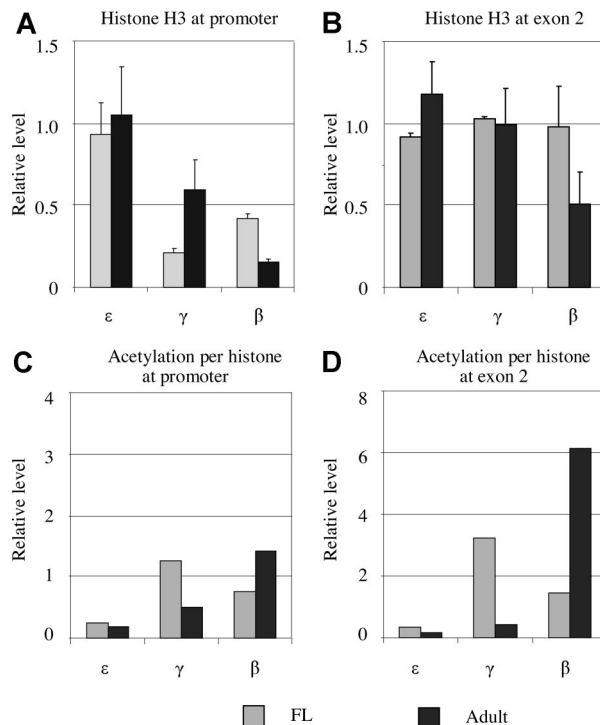 A
Histone H3 at promoter
Relative level
1.5
1.0
0.5
0
ε γ β
B
Histone H3 at exon 2
Relative level
1.5
1.0
0.5
0
ε γ β
C
Acetylation per histone
at promoter
Relative level
4
3
2
1
0
ε γ β
D
Acetylation per histone
at exon 2
Relative level
8
6
4
2
0
ε γ β
FL Adult